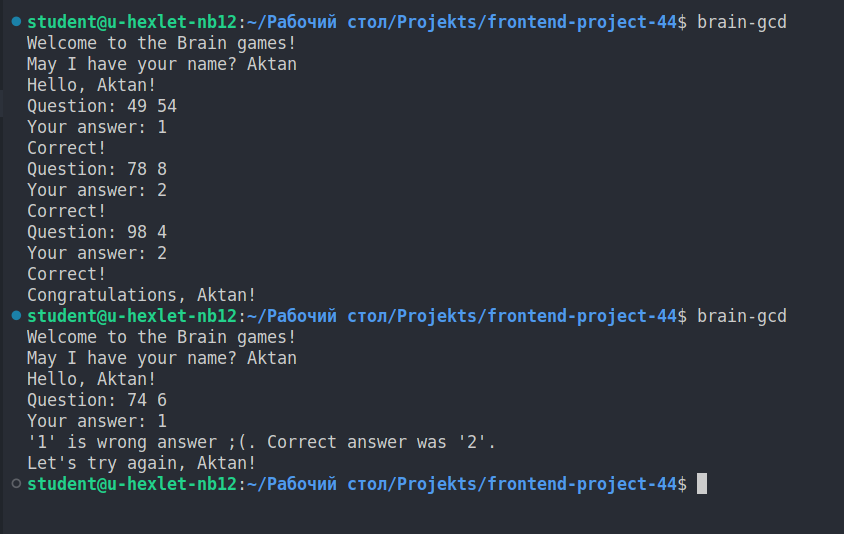 student@u-hexlet-nb12:~/Рабочий стол/Projekts/frontend-project-44$ brain-gcd
Welcome to the Brain games!
May I have your name? Aktan
Hello, Aktan!
Question: 49 54
Your answer: 1
Correct!
Question: 78 8
Your answer: 2
Correct!
Question: 98 4
Your answer: 2
Correct!
Congratulations, Aktan!
student@u-hexlet-nb12:~/Рабочий стол/Projekts/frontend-project-44$ brain-gcd
Welcome to the Brain games!
May I have your name? Aktan
Hello, Aktan!
Question: 74 6
Your answer: 1
'1' is wrong answer ;(. Correct answer was '2'.
Let's try again, Aktan!
student@u-hexlet-nb12:~/Рабочий стол/Projekts/frontend-project-44$